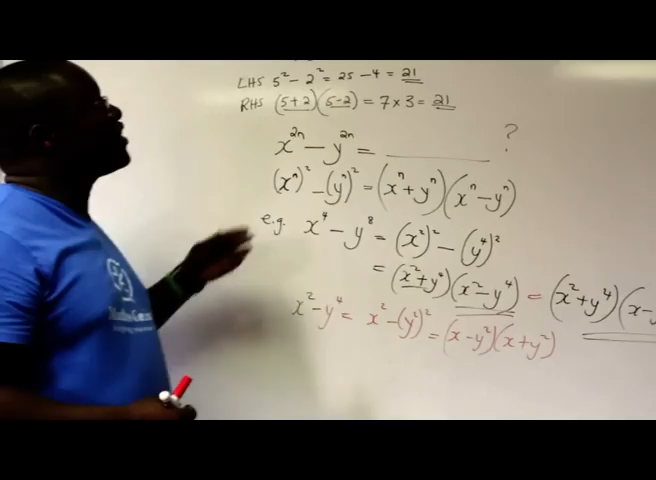 LHS 5² - 2² = 25 - 4 = 21
RHS (5+2)(5-2) = 7 × 3 = 21
x²ⁿ - y²ⁿ = ________ ?
(xⁿ)² - (yⁿ)² = (xⁿ + yⁿ)(xⁿ - yⁿ)
e.g. x⁴ - y⁸ = (x²)² - (y⁴)²
= (x² + y⁴)(x² - y⁴) = (x² + y⁴)(x - y
x² - y⁴ = x² - (y²)² = (x - y²)(x + y²)